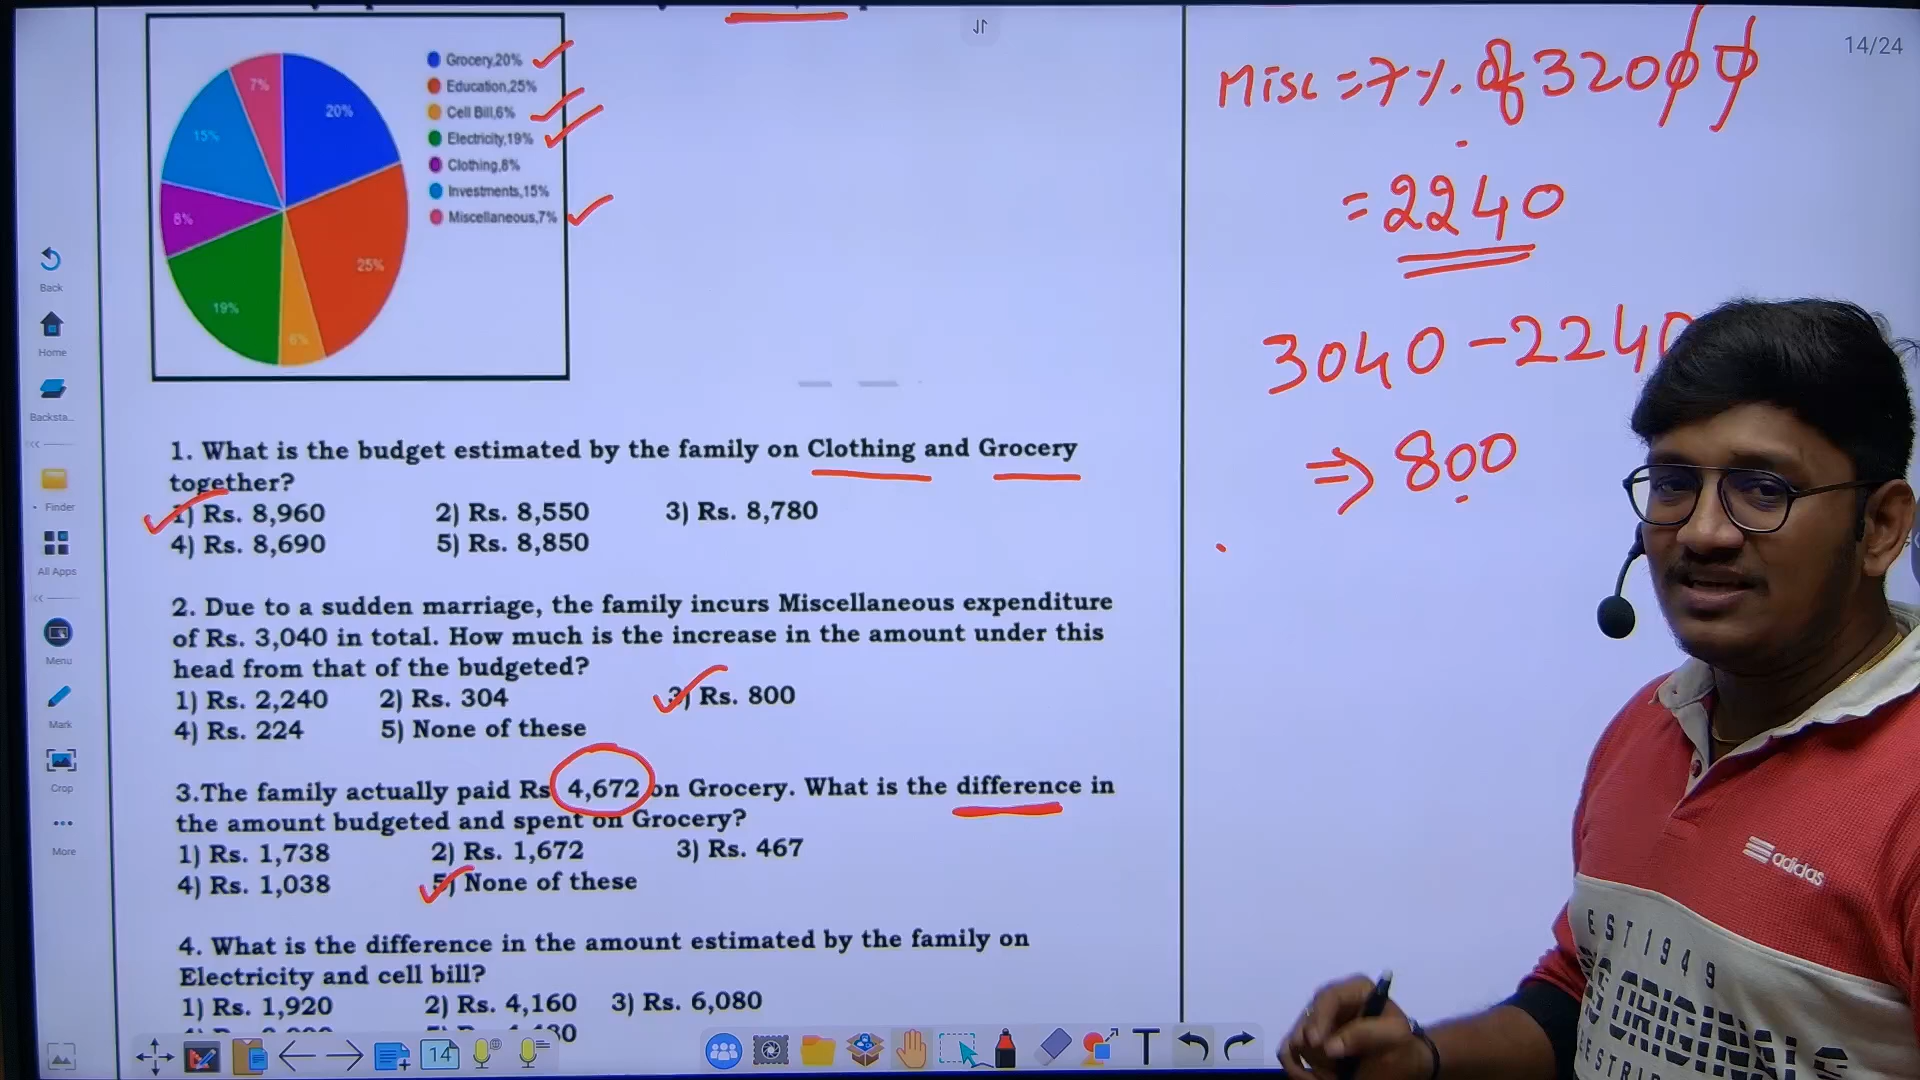 Grocery,20%
Education,25%
Cell Bill,6%
Electricity,19%
Clothing,8%
Investments,15%
Miscellaneous,7%
7%
20%
15%
8%
25%
19%
6%
1. What is the budget estimated by the family on Clothing and Grocery
together?
1) Rs. 8,960 2) Rs. 8,550 3) Rs. 8,780
4) Rs. 8,690 5) Rs. 8,850
2. Due to a sudden marriage, the family incurs Miscellaneous expenditure
of Rs. 3,040 in total. How much is the increase in the amount under this
head from that of the budgeted?
1) Rs. 2,240 2) Rs. 304 3) Rs. 800
4) Rs. 224 5) None of these
3.The family actually paid Rs 4,672 on Grocery. What is the difference in
the amount budgeted and spent on Grocery?
1) Rs. 1,738 2) Rs. 1,672 3) Rs. 467
4) Rs. 1,038 5) None of these
4. What is the difference in the amount estimated by the family on
Electricity and cell bill?
1) Rs. 1,920 2) Rs. 4,160 3) Rs. 6,080
Misc = 7%. of 32000
= 2240
3040 - 2240
⇒ 800
14/24
Back
Home
Backsta...
Finder
All Apps
Menu
Mark
Crop
More
14
T
adidas
EST 1949
ORIGINALS